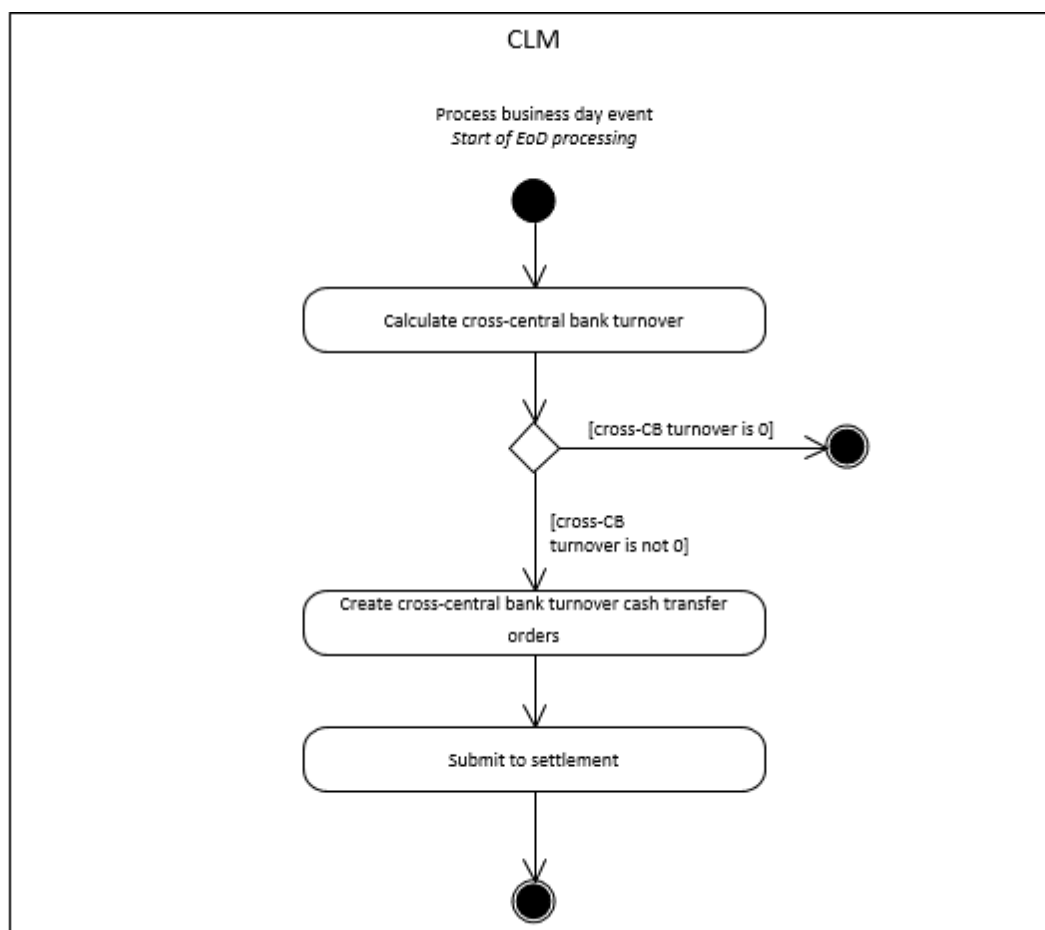 CLM
Process business day event
Start of EoD processing
Calculate cross-central bank turnover
[cross-CB turnover is 0]
[cross-CB
turnover is not 0]
Create cross-central bank turnover cash transfer
orders
Submit to settlement